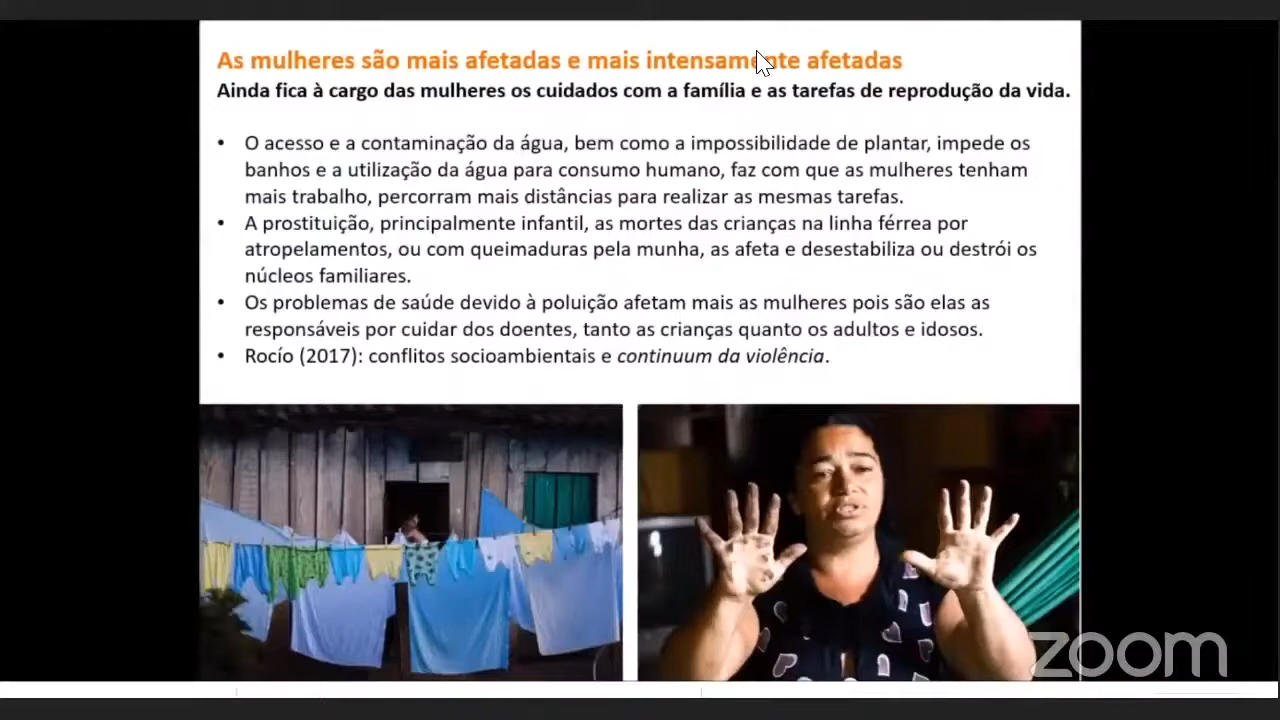 As mulheres são mais afetadas e mais intensamente afetadas
Ainda fica à cargo das mulheres os cuidados com a família e as tarefas de reprodução da vida.
• O acesso e a contaminação da água, bem como a impossibilidade de plantar, impede os
banhos e a utilização da água para consumo humano, faz com que as mulheres tenham
mais trabalho, percorram mais distâncias para realizar as mesmas tarefas.
• A prostituição, principalmente infantil, as mortes das crianças na linha férrea por
atropelamentos, ou com queimaduras pela munha, as afeta e desestabiliza ou destrói os
núcleos familiares.
• Os problemas de saúde devido à poluição afetam mais as mulheres pois são elas as
responsáveis por cuidar dos doentes, tanto as crianças quanto os adultos e idosos.
• Rocío (2017): conflitos socioambientais e continuum da violência.
zoom